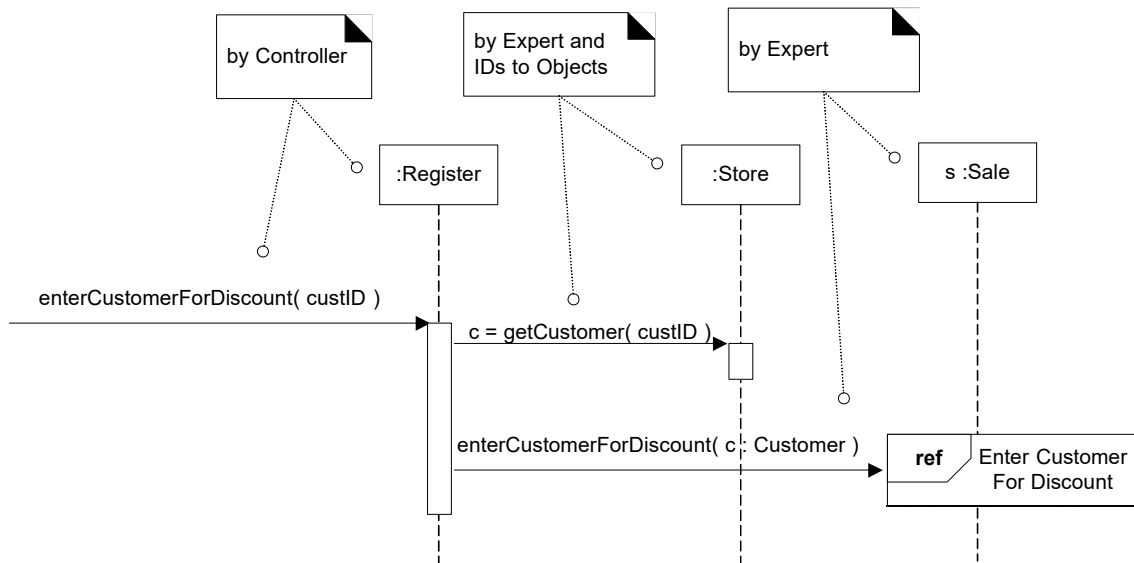 by Controller
by Expert and
IDs to Objects
by Expert
:Register
:Store
s :Sale
enterCustomerForDiscount( custID )
c = getCustomer( custID )
enterCustomerForDiscount( c : Customer )
ref
Enter Customer
For Discount